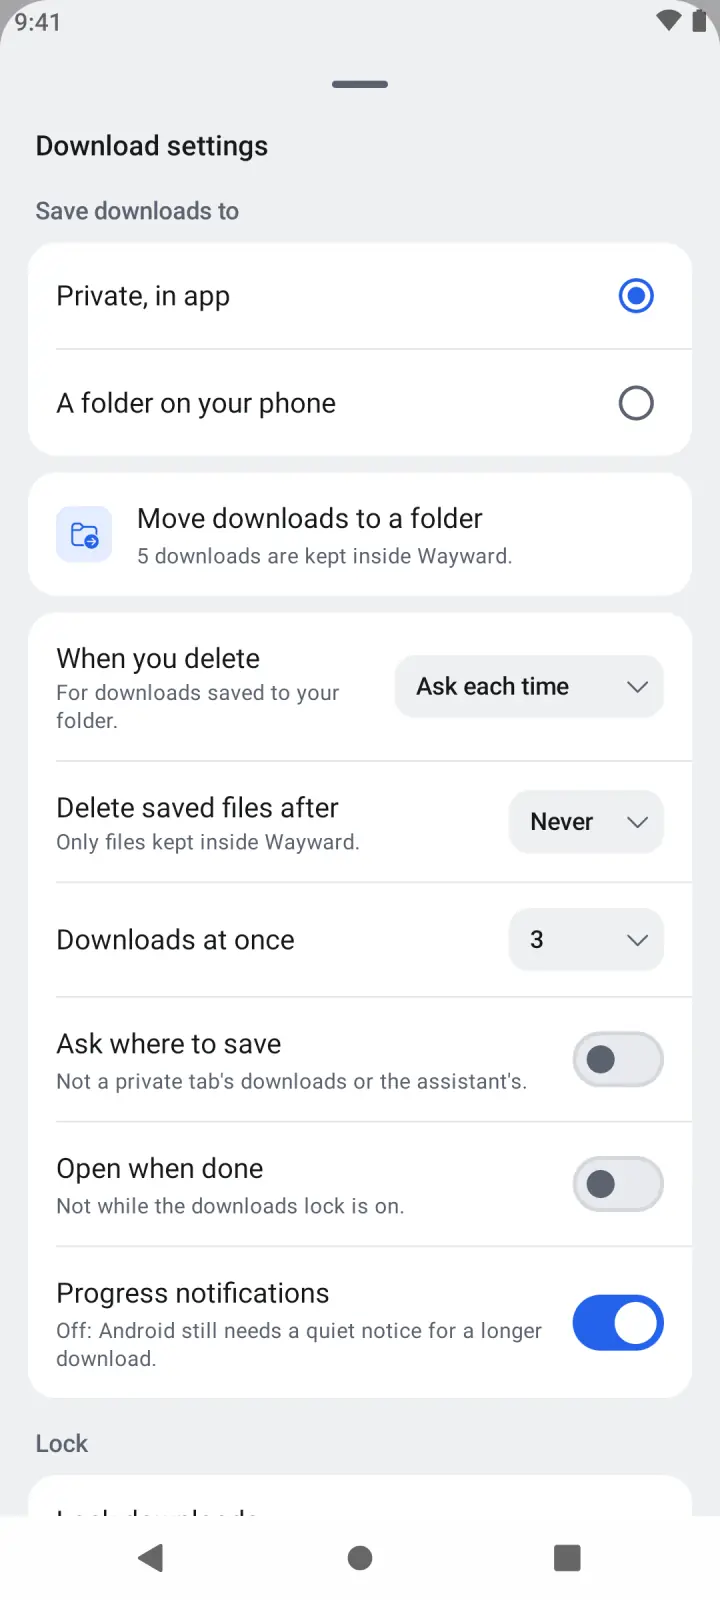 9:41
Download settings
Save downloads to
Private, in app
A folder on your phone
Move downloads to a folder
5 downloads are kept inside Wayward.
When you delete
For downloads saved to your
folder.
Ask each time
Delete saved files after
Only files kept inside Wayward.
Never
Downloads at once
3
Ask where to save
Not a private tab's downloads or the assistant's.
Open when done
Not while the downloads lock is on.
Progress notifications
Off: Android still needs a quiet notice for a longer
download.
Lock